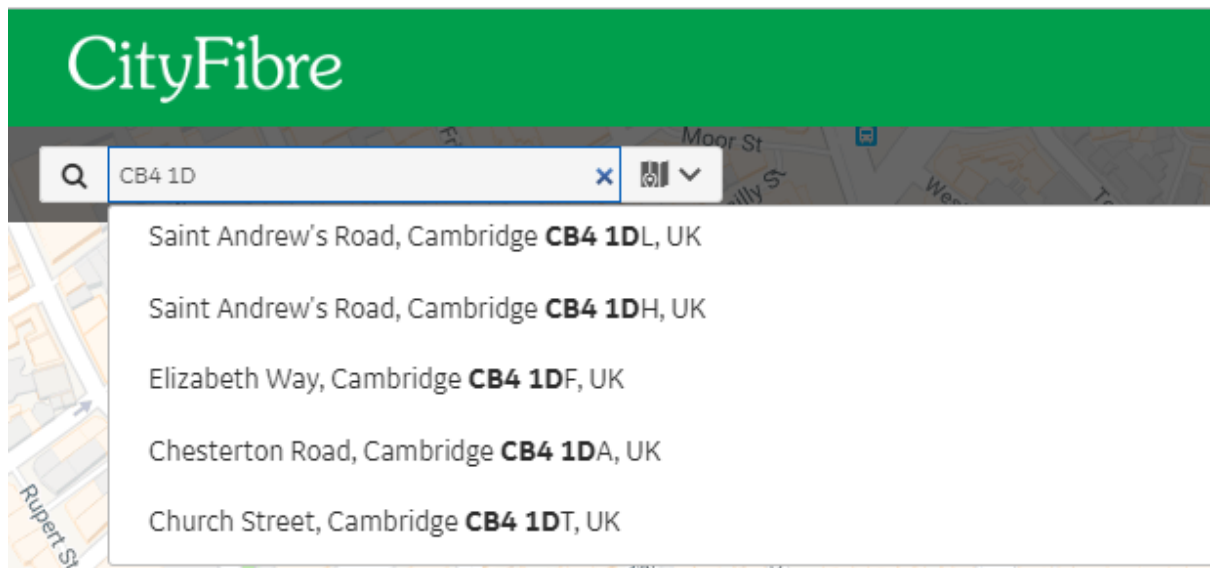 CityFibre
Moor St
CB4 1D
Saint Andrew's Road, Cambridge CB4 1DL, UK
Saint Andrew's Road, Cambridge CB4 1DH, UK
Elizabeth Way, Cambridge CB4 1DF, UK
Chesterton Road, Cambridge CB4 1DA, UK
Church Street, Cambridge CB4 1DT, UK
Rupert St